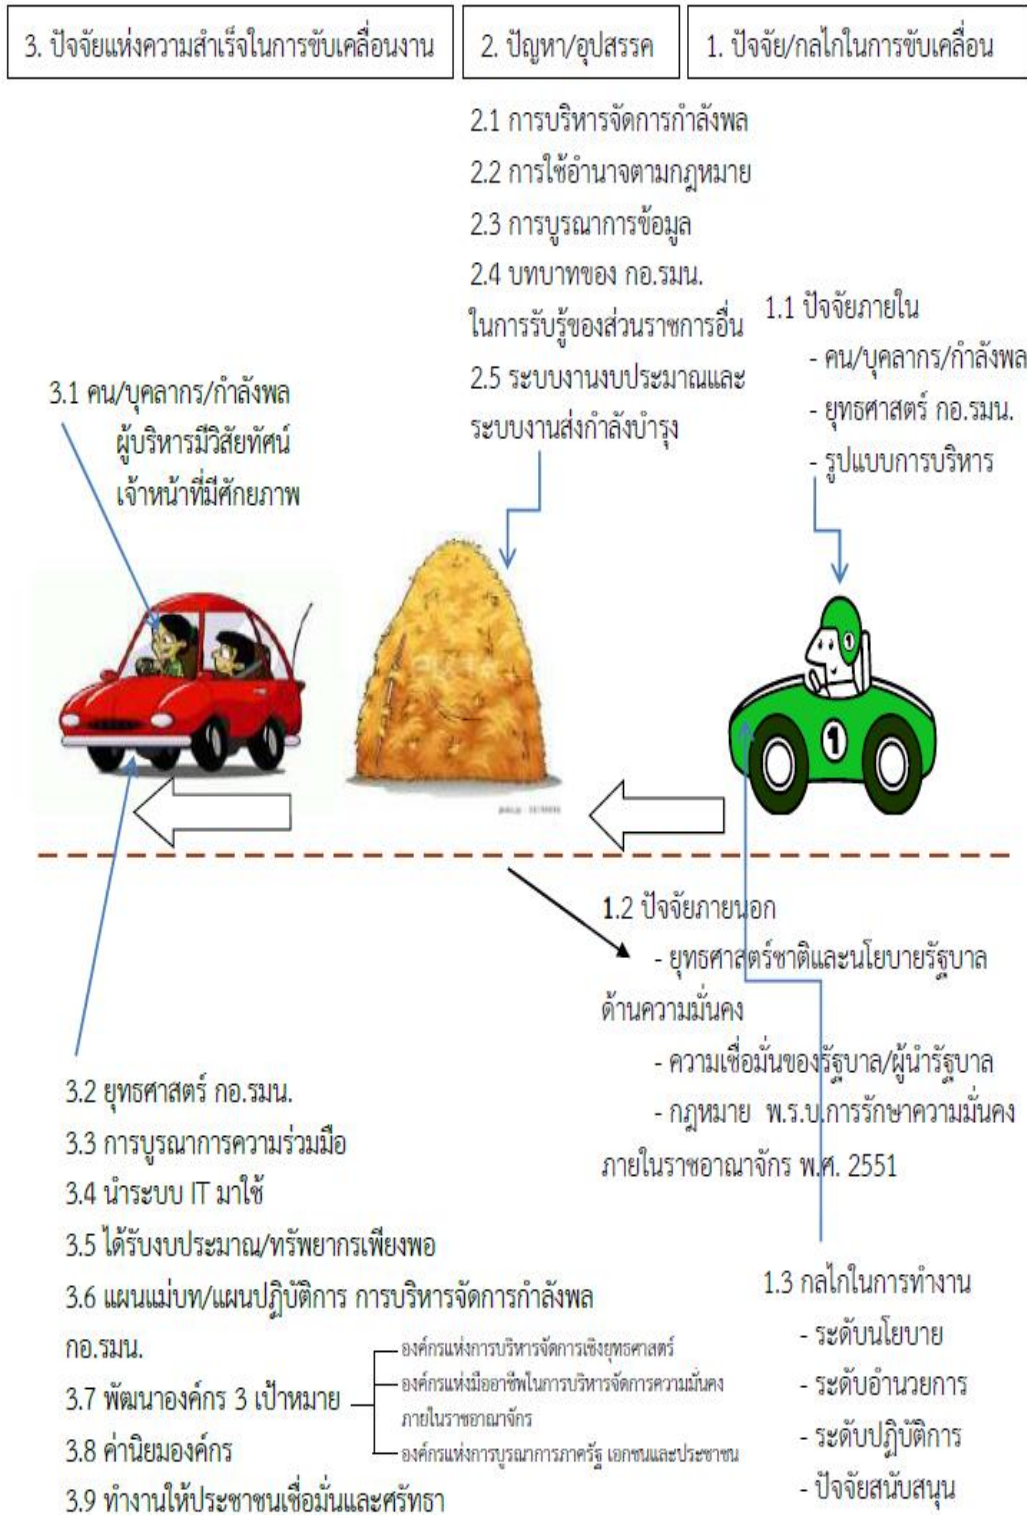 3. ปัจจัยแห่งความสำเร็จในการขับเคลื่อนงาน
2. ปัญหา/อุปสรรค
1. ปัจจัย/กลไกในการขับเคลื่อน
2.1 การบริหารจัดการกำลังพล
2.2 การใช้อำนาจตามกฎหมาย
2.3 การบูรณาการข้อมูล
2.4 บทบาทของ กอ.รมน.
ในการรับรู้ของส่วนราชการอื่น
2.5 ระบบงานงบประมาณและ
ระบบงานส่งกำลังบำรุง
1.1 ปัจจัยภายใน
- คน/บุคลากร/กำลังพล
- ยุทธศาสตร์ กอ.รมน.
- รูปแบบการบริหาร
3.1 คน/บุคลากร/กำลังพล
ผู้บริหารมีวิสัยทัศน์
เจ้าหน้าที่มีศักยภาพ
1
1
1.2 ปัจจัยภายนอก
- ยุทธศาสตร์ชาติและนโยบายรัฐบาล
ด้านความมั่นคง
- ความเชื่อมั่นของรัฐบาล/ผู้นำรัฐบาล
- กฎหมาย พ.ร.บ.การรักษาความมั่นคง
ภายในราชอาณาจักร พ.ศ. 2551
3.2 ยุทธศาสตร์ กอ.รมน.
3.3 การบูรณาการความร่วมมือ
3.4 นำระบบ IT มาใช้
3.5 ได้รับงบประมาณ/ทรัพยากรเพียงพอ
3.6 แผนแม่บท/แผนปฏิบัติการ การบริหารจัดการกำลังพล
กอ.รมน.
3.7 พัฒนาองค์กร 3 เป้าหมาย
- องค์กรแห่งการบริหารจัดการเชิงยุทธศาสตร์
- องค์กรแห่งมืออาชีพในการบริหารจัดการความมั่นคง
ภายในราชอาณาจักร
- องค์กรแห่งการบูรณาการภาครัฐ เอกชนและประชาชน
3.8 ค่านิยมองค์กร
3.9 ทำงานให้ประชาชนเชื่อมั่นและศรัทธา
1.3 กลไกในการทำงาน
- ระดับนโยบาย
- ระดับอำนวยการ
- ระดับปฏิบัติการ
- ปัจจัยสนับสนุน